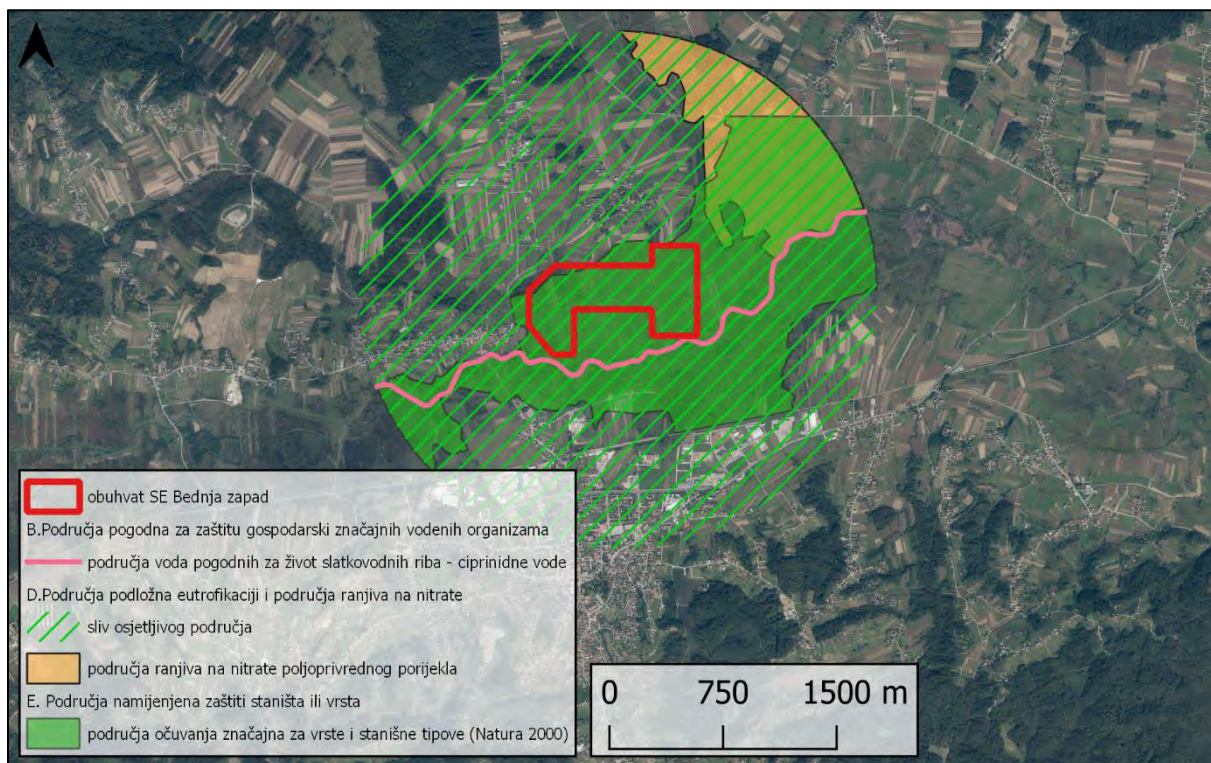 obuhvat SE Bednja zapad
B.Područja pogodna za zaštitu gospodarski značajnih vodenih organizama
područja voda pogodnih za život slatkovodnih riba - ciprinidne vode
D.Područja podložna eutrofikaciji i područja ranjiva na nitrate
sliv osjetljivog područja
područja ranjiva na nitrate poljoprivrednog porijekla
E. Područja namijenjena zaštiti staništa ili vrsta
područja očuvanja značajna za vrste i stanišne tipove (Natura 2000)
0 750 1500 m